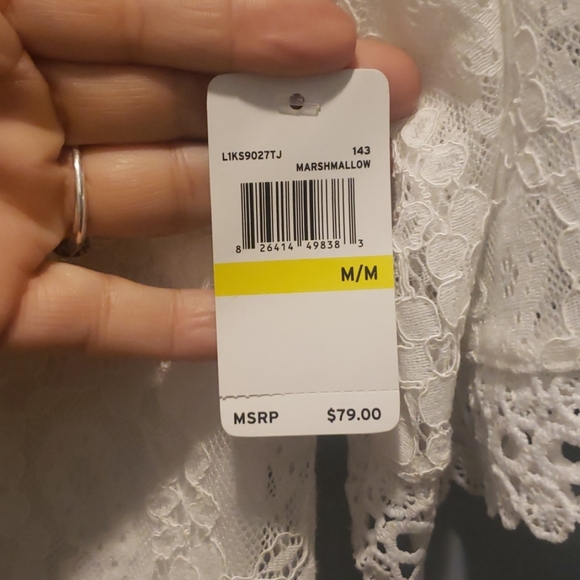 L1KS9027TJ 143
MARSHMALLOW
8 26414 49838 3
M/M
MSRP $79.00